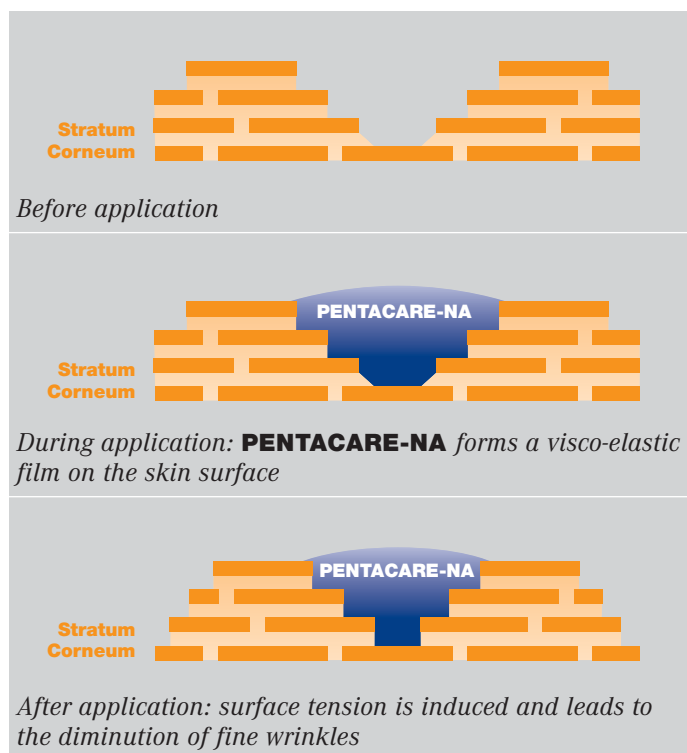 Stratum
Corneum
Before application
PENTACARE-NA
Stratum
Corneum
During application: PENTACARE-NA forms a visco-elastic
film on the skin surface
PENTACARE-NA
Stratum
Corneum
After application: surface tension is induced and leads to
the diminution of fine wrinkles